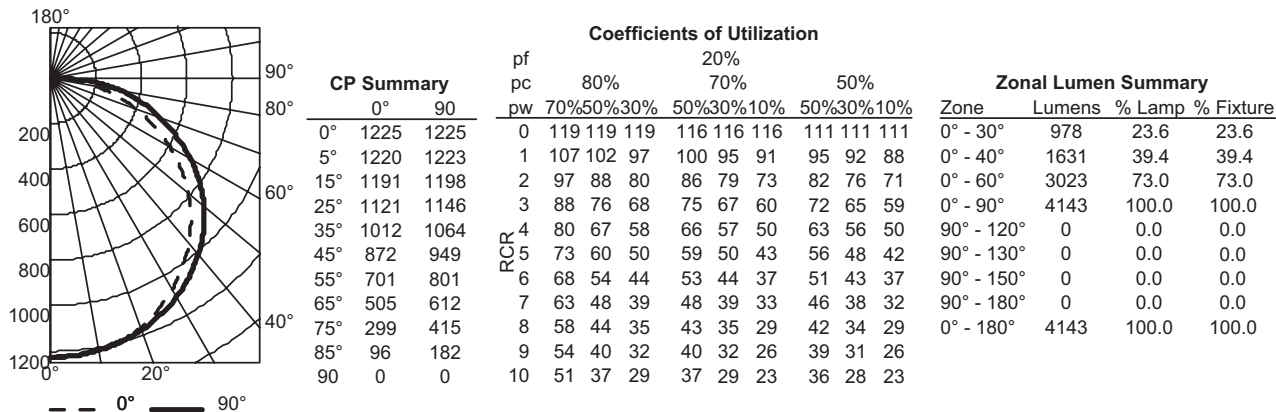 180°
90°
80°
60°
40°
20°
0°
200
400
600
800
1000
1200
0° 90°
CP Summary
0° 90
0° 1225 1225
5° 1220 1223
15° 1191 1198
25° 1121 1146
35° 1012 1064
45° 872 949
55° 701 801
65° 505 612
75° 299 415
85° 96 182
90 0 0
Coefficients of Utilization
pf 20%
pc 80% 70% 50%
pw 70%50%30% 50%30%10% 50%30%10%
RCR
0 119 119 119 116 116 116 111 111 111
1 107 102 97 100 95 91 95 92 88
2 97 88 80 86 79 73 82 76 71
3 88 76 68 75 67 60 72 65 59
4 80 67 58 66 57 50 63 56 50
5 73 60 50 59 50 43 56 48 42
6 68 54 44 53 44 37 51 43 37
7 63 48 39 48 39 33 46 38 32
8 58 44 35 43 35 29 42 34 29
9 54 40 32 40 32 26 39 31 26
10 51 37 29 37 29 23 36 28 23
Zonal Lumen Summary
Zone Lumens % Lamp % Fixture
0° - 30° 978 23.6 23.6
0° - 40° 1631 39.4 39.4
0° - 60° 3023 73.0 73.0
0° - 90° 4143 100.0 100.0
90° - 120° 0 0.0 0.0
90° - 130° 0 0.0 0.0
90° - 150° 0 0.0 0.0
90° - 180° 0 0.0 0.0
0° - 180° 4143 100.0 100.0